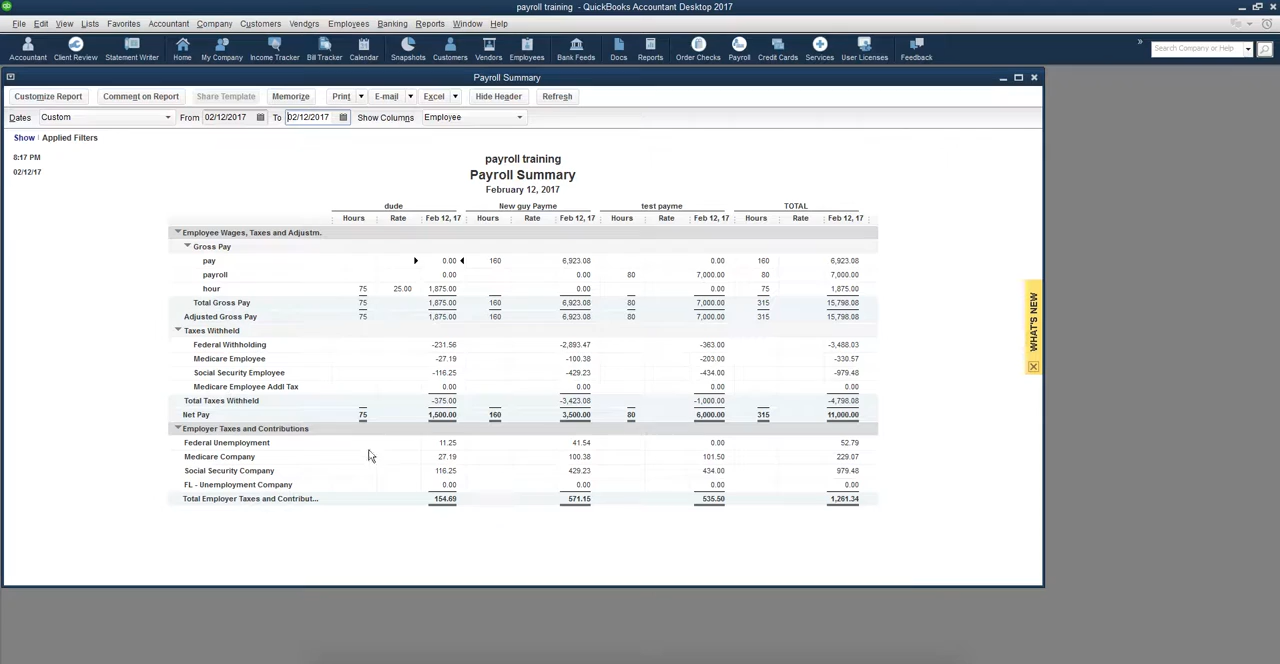 payroll training - QuickBooks Accountant Desktop 2017
File Edit View Lists Favorites Accountant Company Customers Vendors Employees Banking Reports Window Help
Accountant Client Review Statement Writer Home My Company Income Tracker Bill Tracker Calendar Snapshots Customers Vendors Employees Bank Feeds Docs Reports Order Checks Payroll Credit Cards Services User Licenses Feedback » Search Company or Help
Payroll Summary
Customize Report Comment on Report Share Template Memorize Print E-mail Excel Hide Header Refresh
Dates Custom From 02/12/2017 To 02/12/2017 Show Columns Employee
Show Applied Filters
8:17 PM
02/12/17
payroll training
Payroll Summary
February 12, 2017
dude New guy Payme test payme TOTAL
Hours Rate Feb 12, 17 Hours Rate Feb 12, 17 Hours Rate Feb 12, 17 Hours Rate Feb 12, 17
Employee Wages, Taxes and Adjustm.
Gross Pay
pay 0.00 160 6,923.08 0.00 160 6,923.08
payroll 0.00 0.00 80 7,000.00 80 7,000.00
hour 75 25.00 1,875.00 0.00 0.00 75 1,875.00
Total Gross Pay 75 1,875.00 160 6,923.08 80 7,000.00 315 15,798.08
Adjusted Gross Pay 75 1,875.00 160 6,923.08 80 7,000.00 315 15,798.08
Taxes Withheld
Federal Withholding -231.56 -2,893.47 -363.00 -3,488.03
Medicare Employee -27.19 -100.38 -203.00 -330.57
Social Security Employee -116.25 -429.23 -434.00 -979.48
Medicare Employee Addl Tax 0.00 0.00 0.00 0.00
Total Taxes Withheld -375.00 -3,423.08 -1,000.00 -4,798.08
Net Pay 75 1,500.00 160 3,500.00 80 6,000.00 315 11,000.00
Employer Taxes and Contributions
Federal Unemployment 11.25 41.54 0.00 52.79
Medicare Company 27.19 100.38 101.50 229.07
Social Security Company 116.25 429.23 434.00 979.48
FL - Unemployment Company 0.00 0.00 0.00 0.00
Total Employer Taxes and Contribut... 154.69 571.15 535.50 1,261.34
WHAT'S NEW